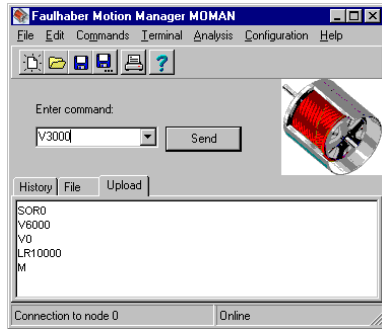 Faulhaber Motion Manager MOMAN
File Edit Commands Terminal Analysis Configuration Help
Enter command:
V3000
Send
History File Upload
SOR0
V6000
V0
LR10000
M
Connection to node 0 Online